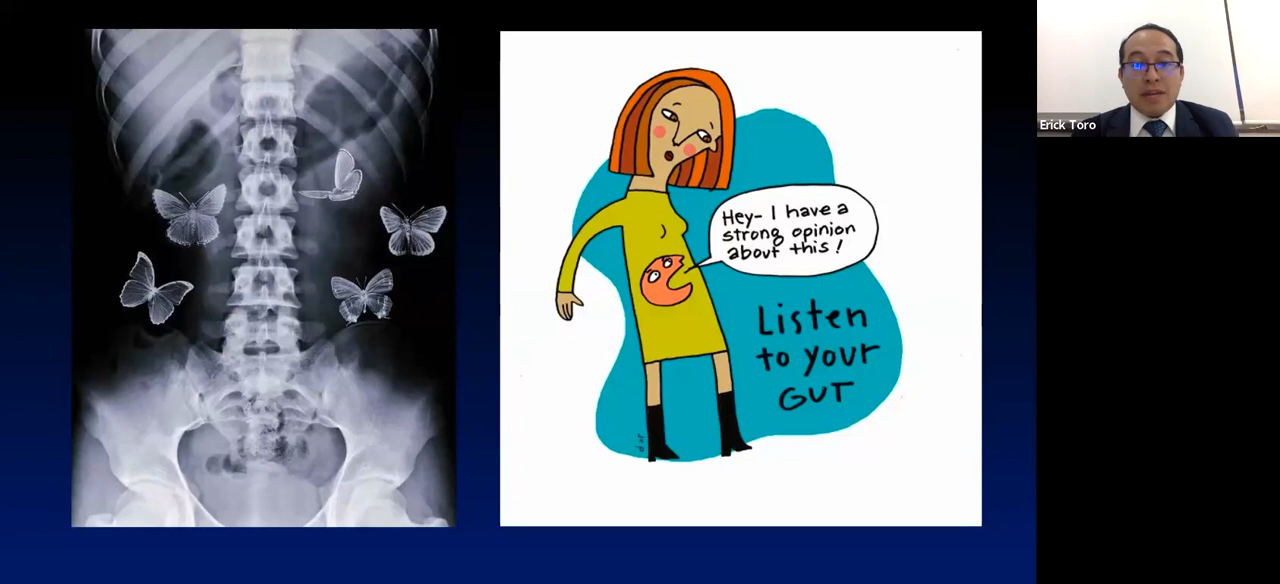 Hey- I have a
strong opinion
about this!
Listen
to your
GUT
Erick Toro